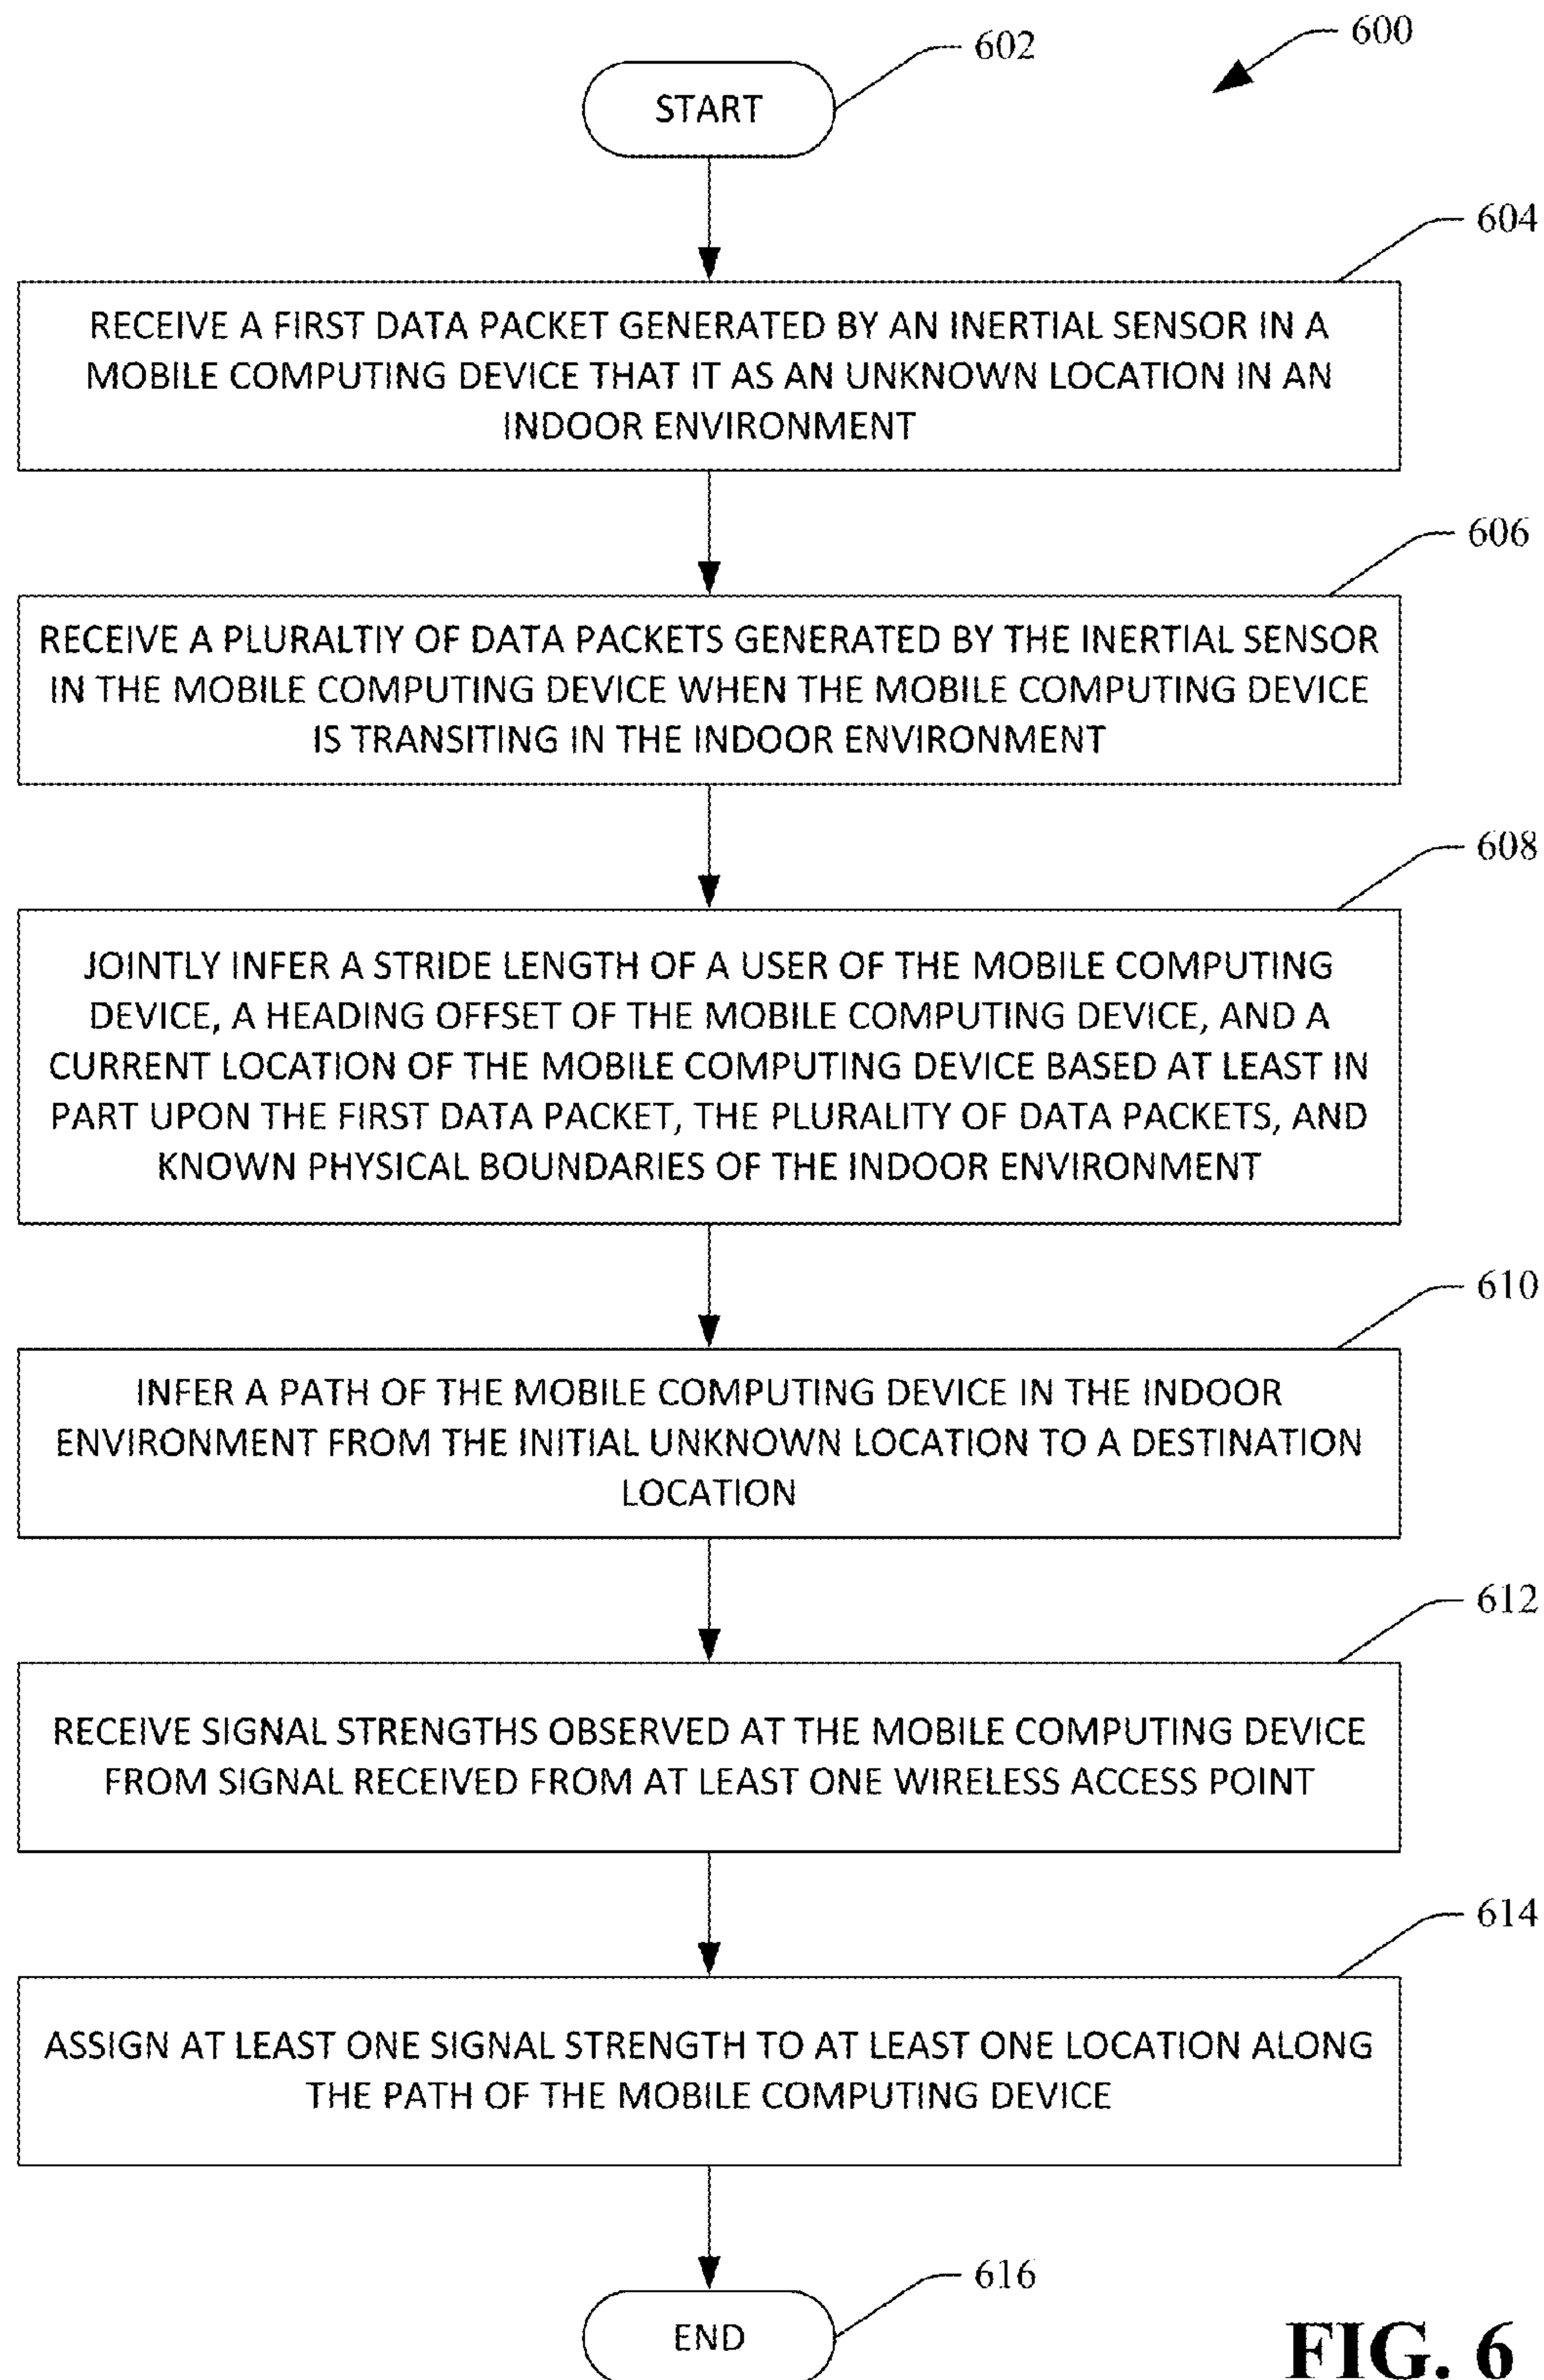 600
602
START
604
RECEIVE A FIRST DATA PACKET GENERATED BY AN INERTIAL SENSOR IN A
MOBILE COMPUTING DEVICE THAT IT AS AN UNKNOWN LOCATION IN AN
INDOOR ENVIRONMENT
606
RECEIVE A PLURALTIY OF DATA PACKETS GENERATED BY THE INERTIAL SENSOR
IN THE MOBILE COMPUTING DEVICE WHEN THE MOBILE COMPUTING DEVICE
IS TRANSITING IN THE INDOOR ENVIRONMENT
608
JOINTLY INFER A STRIDE LENGTH OF A USER OF THE MOBILE COMPUTING
DEVICE, A HEADING OFFSET OF THE MOBILE COMPUTING DEVICE, AND A
CURRENT LOCATION OF THE MOBILE COMPUTING DEVICE BASED AT LEAST IN
PART UPON THE FIRST DATA PACKET, THE PLURALITY OF DATA PACKETS, AND
KNOWN PHYSICAL BOUNDARIES OF THE INDOOR ENVIRONMENT
610
INFER A PATH OF THE MOBILE COMPUTING DEVICE IN THE INDOOR
ENVIRONMENT FROM THE INITIAL UNKNOWN LOCATION TO A DESTINATION
LOCATION
612
RECEIVE SIGNAL STRENGTHS OBSERVED AT THE MOBILE COMPUTING DEVICE
FROM SIGNAL RECEIVED FROM AT LEAST ONE WIRELESS ACCESS POINT
614
ASSIGN AT LEAST ONE SIGNAL STRENGTH TO AT LEAST ONE LOCATION ALONG
THE PATH OF THE MOBILE COMPUTING DEVICE
616
END
FIG. 6